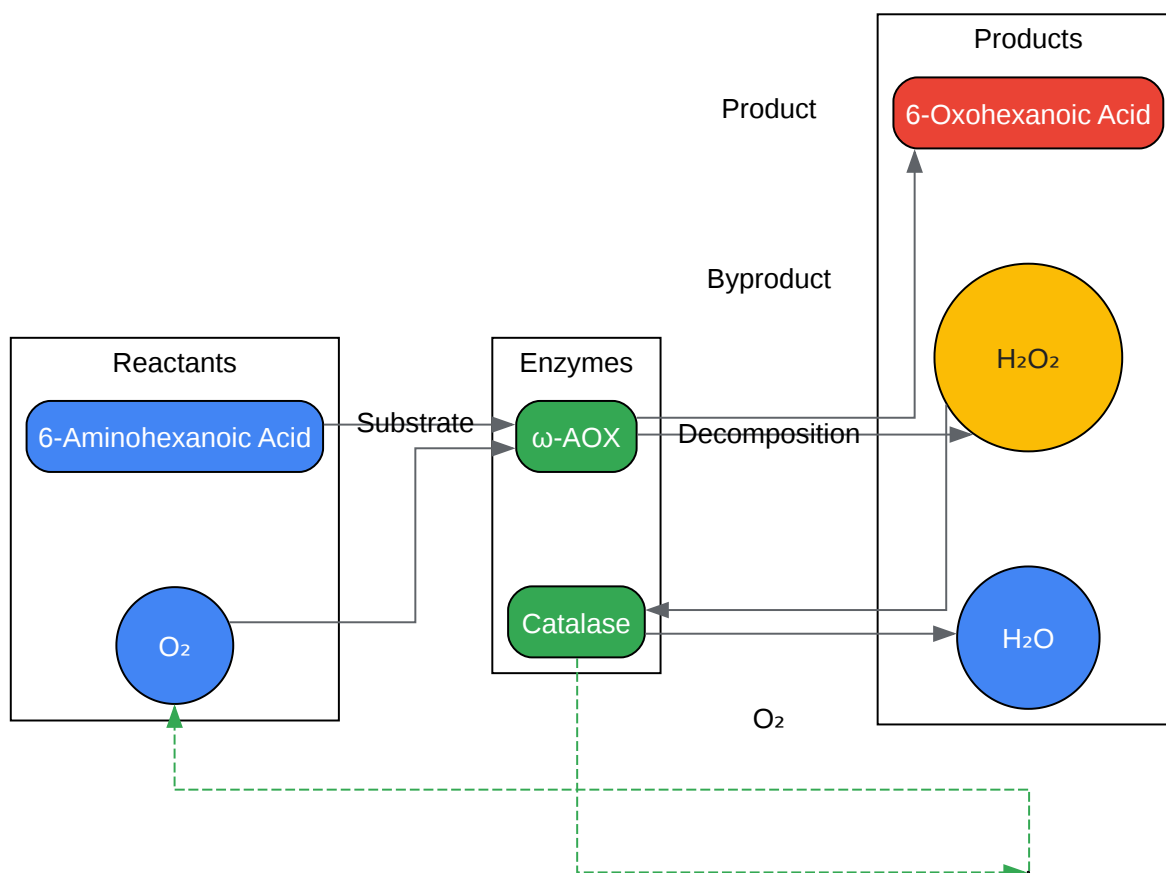 Products
6-Oxohexanoic Acid
Product
Byproduct
H₂O₂
Reactants
Enzymes
6-Aminohexanoic Acid
Substrate
ω-AOX
Decomposition
Catalase
O₂
H₂O
O₂